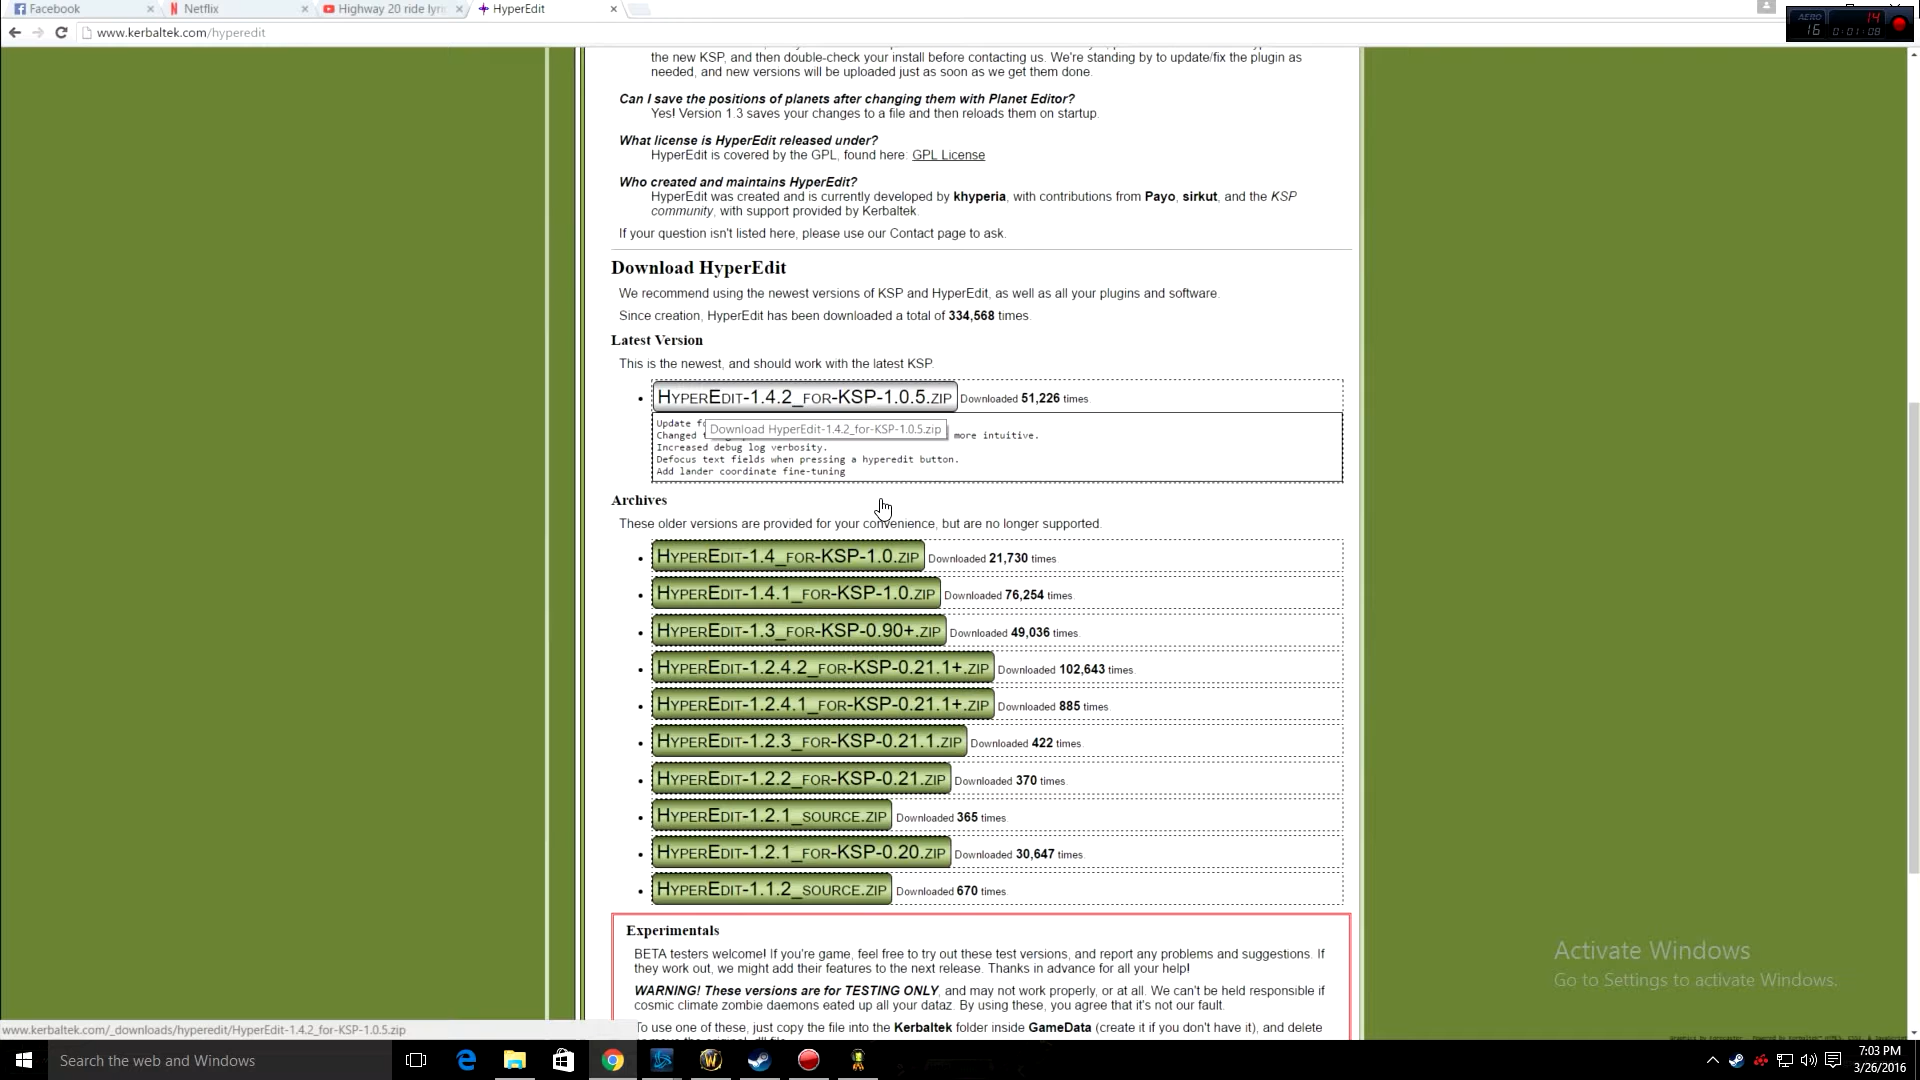 Facebook
Netflix
Highway 20 ride lyri
HyperEdit
www.kerbaltek.com/hyperedit
AERO
16
14
0:01:08
the new KSP, and then double-check your install before contacting us. We're standing by to update/fix the plugin as
needed, and new versions will be uploaded just as soon as we get them done.
Can I save the positions of planets after changing them with Planet Editor?
Yes! Version 1.3 saves your changes to a file and then reloads them on startup.
What license is HyperEdit released under?
HyperEdit is covered by the GPL, found here: GPL License
Who created and maintains HyperEdit?
HyperEdit was created and is currently developed by khyperia, with contributions from Payo, sirkut, and the KSP
community, with support provided by Kerbaltek.
If your question isn't listed here, please use our Contact page to ask.
Download HyperEdit
We recommend using the newest versions of KSP and HyperEdit, as well as all your plugins and software.
Since creation, HyperEdit has been downloaded a total of 334,568 times.
Latest Version
This is the newest, and should work with the latest KSP.
HyperEdit-1.4.2_for-KSP-1.0.5.zip Downloaded 51,226 times.
Update fo
Download HyperEdit-1.4.2_for-KSP-1.0.5.zip
Changed more intuitive.
Increased debug log verbosity.
Defocus text fields when pressing a hyperedit button.
Add lander coordinate fine-tuning
Archives
These older versions are provided for your convenience, but are no longer supported.
HyperEdit-1.4_for-KSP-1.0.zip Downloaded 21,730 times.
HyperEdit-1.4.1_for-KSP-1.0.zip Downloaded 76,254 times.
HyperEdit-1.3_for-KSP-0.90+.zip Downloaded 49,036 times.
HyperEdit-1.2.4.2_for-KSP-0.21.1+.zip Downloaded 102,643 times.
HyperEdit-1.2.4.1_for-KSP-0.21.1+.zip Downloaded 885 times.
HyperEdit-1.2.3_for-KSP-0.21.1.zip Downloaded 422 times.
HyperEdit-1.2.2_for-KSP-0.21.zip Downloaded 370 times.
HyperEdit-1.2.1_source.zip Downloaded 365 times.
HyperEdit-1.2.1_for-KSP-0.20.zip Downloaded 30,647 times.
HyperEdit-1.1.2_source.zip Downloaded 670 times.
Experimentals
BETA testers welcome! If you're game, feel free to try out these test versions, and report any problems and suggestions. If
they work out, we might add their features to the next release. Thanks in advance for all your help!
WARNING! These versions are for TESTING ONLY, and may not work properly, or at all. We can't be held responsible if
cosmic climate zombie daemons eated up all your dataz. By using these, you agree that it's not our fault.
To use one of these, just copy the file into the Kerbaltek folder inside GameData (create it if you don't have it), and delete
Activate Windows
Go to Settings to activate Windows.
www.kerbaltek.com/_downloads/hyperedit/HyperEdit-1.4.2_for-KSP-1.0.5.zip
Search the web and Windows
7:03 PM
3/26/2016